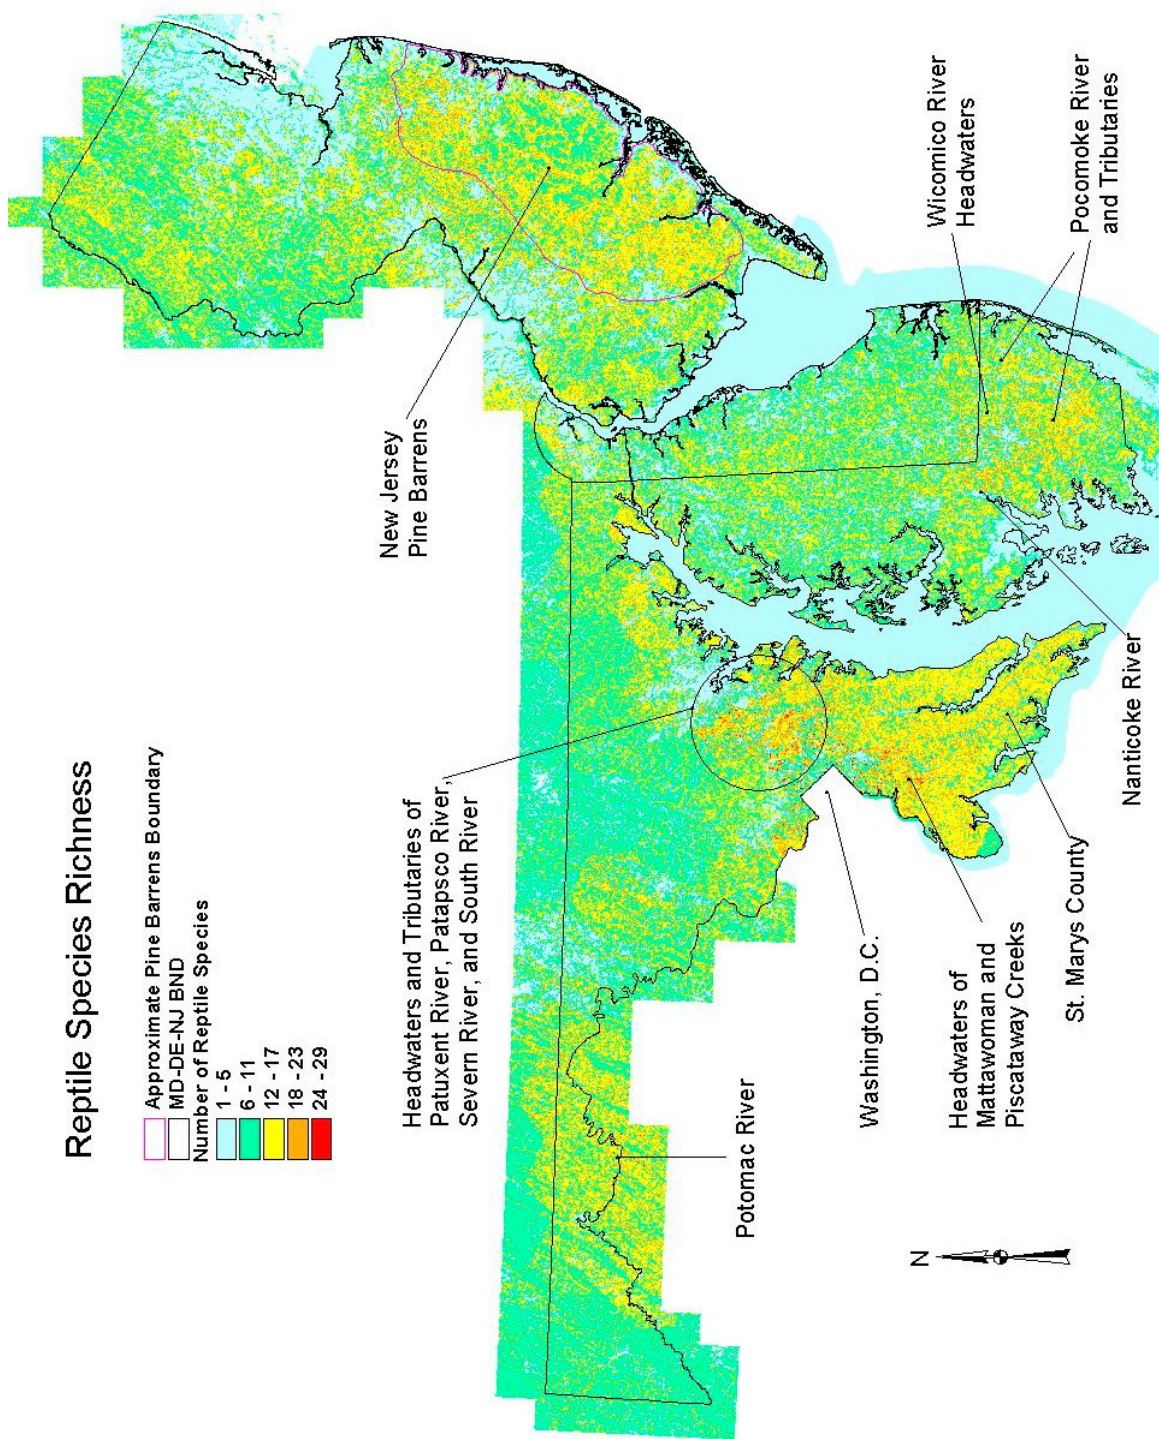 Reptile Species Richness
Approximate Pine Barrens Boundary
MD-DE-NJ BND
Number of Reptile Species
1 - 5
6 - 11
12 - 17
18 - 23
24 - 29
Headwaters and Tributaries of
Patuxent River, Patapsco River,
Severn River, and South River
New Jersey
Pine Barrens
Wicomico River
Headwaters
Pocomoke River
and Tributaries
Potomac River
Washington, D.C.
Headwaters of
Mattawoman and
Piscataway Creeks
St. Marys County
Nanticoke River
N